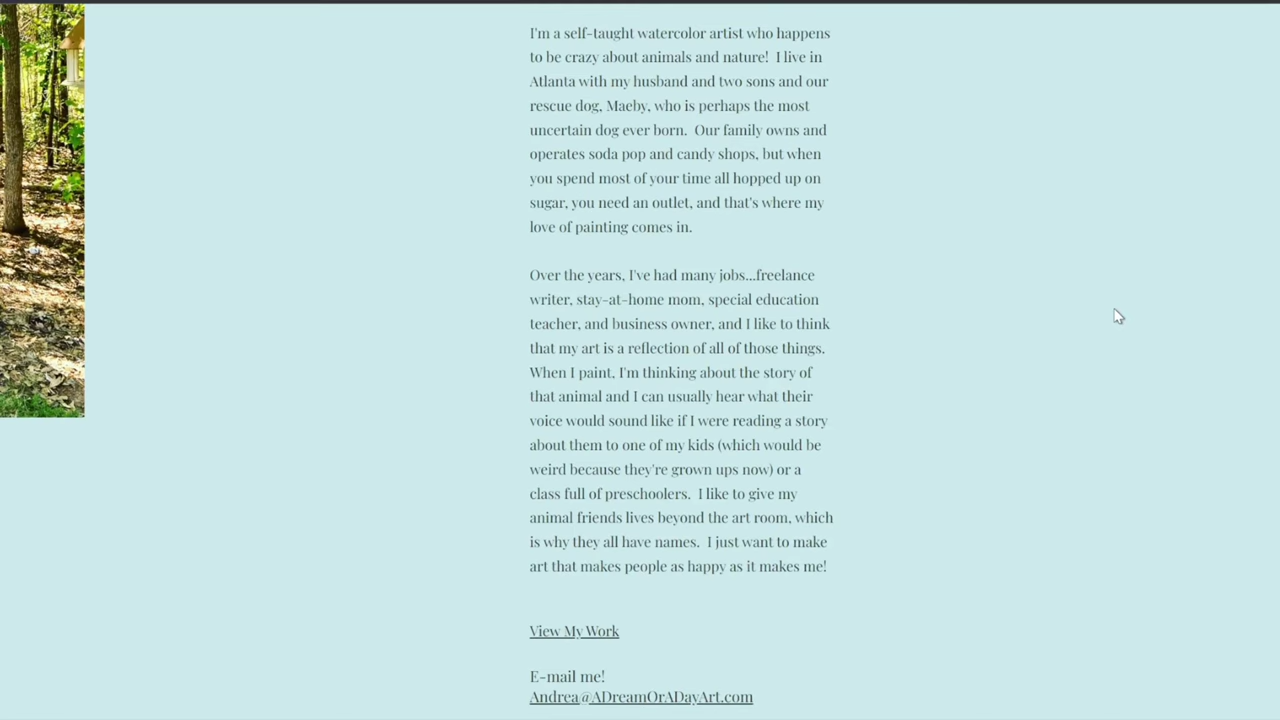 I'm a self-taught watercolor artist who happens
to be crazy about animals and nature!  I live in
Atlanta with my husband and two sons and our
rescue dog, Maeby, who is perhaps the most
uncertain dog ever born.  Our family owns and
operates soda pop and candy shops, but when
you spend most of your time all hopped up on
sugar, you need an outlet, and that's where my
love of painting comes in.
Over the years, I've had many jobs...freelance
writer, stay-at-home mom, special education
teacher, and business owner, and I like to think
that my art is a reflection of all of those things.
When I paint, I'm thinking about the story of
that animal and I can usually hear what their
voice would sound like if I were reading a story
about them to one of my kids (which would be
weird because they're grown ups now) or a
class full of preschoolers.  I like to give my
animal friends lives beyond the art room, which
is why they all have names.  I just want to make
art that makes people as happy as it makes me!
View My Work
E-mail me!
Andrea@ADreamOrADayArt.com